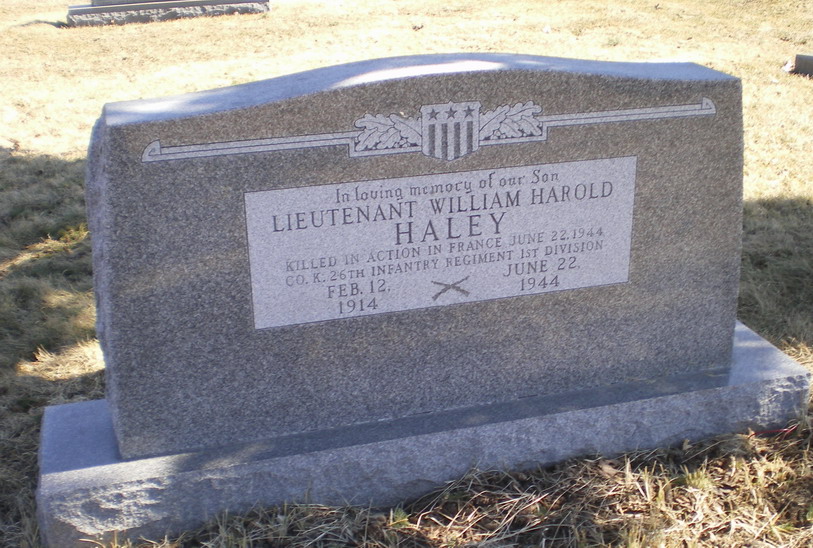 In loving memory of our Son
LIEUTENANT WILLIAM HAROLD
HALEY
KILLED IN ACTION IN FRANCE JUNE 22, 1944
CO. K. 26TH INFANTRY REGIMENT 1ST DIVISION
FEB. 12, JUNE 22,
1914 1944